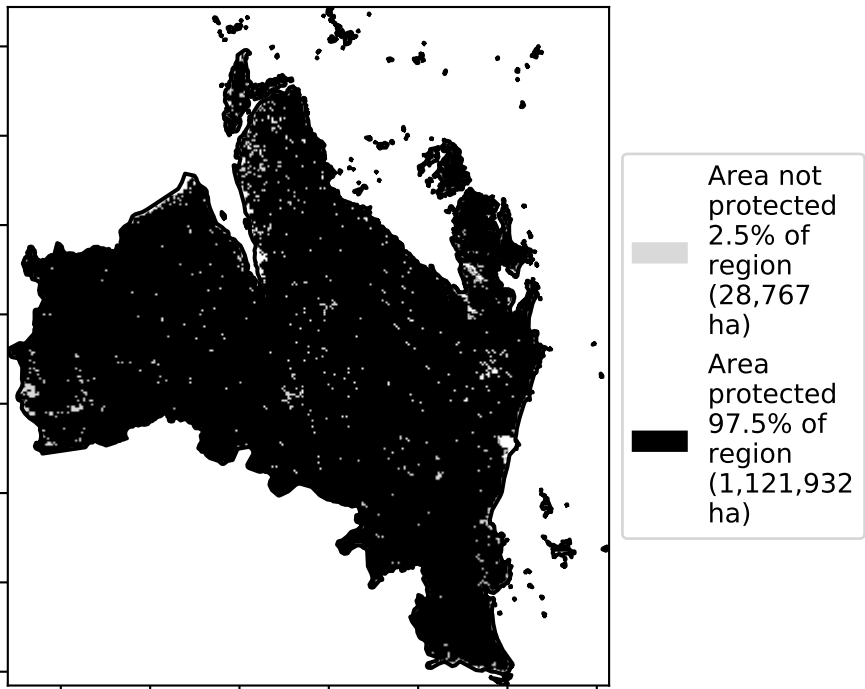 Area not
protected
2.5% of
region
(28,767
ha)
Area
protected
97.5% of
region
(1,121,932
ha)